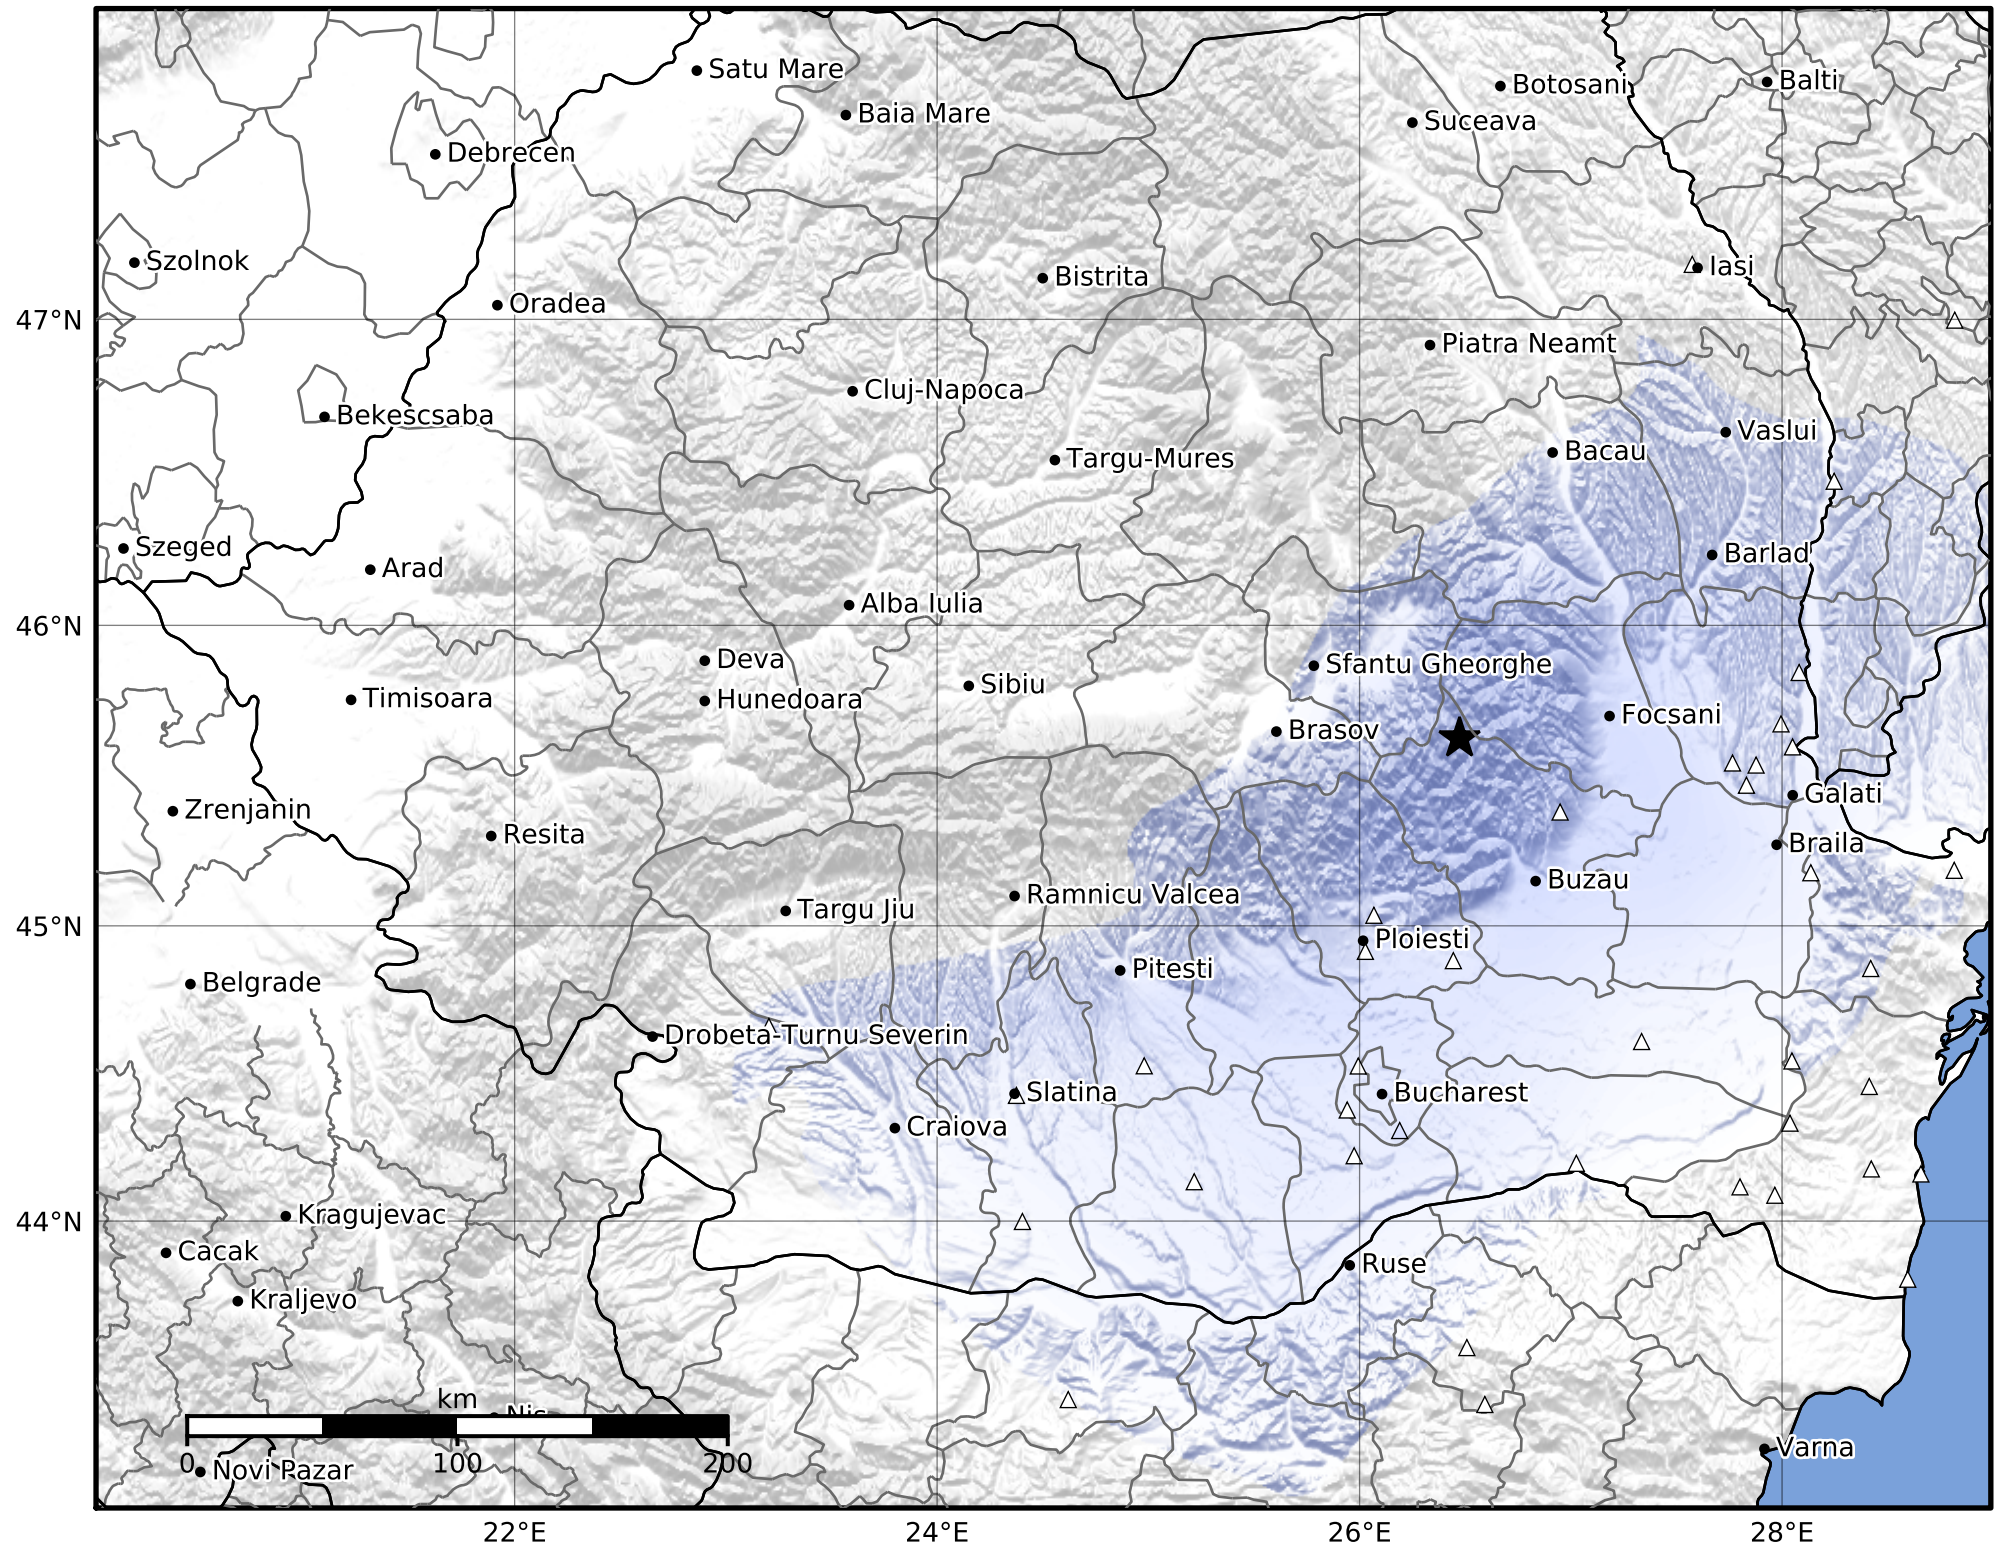 Satu Mare
Botosani
Balti
Baia Mare
Suceava
Debrecen
Szolnok
Iasi
Bistrita
Oradea
47°N
Piatra Neamt
Cluj-Napoca
Bekescsaba
Vaslui
Bacau
Targu-Mures
Szeged
Barlad
Arad
Alba Iulia
46°N
Deva
Sfantu Gheorghe
Sibiu
Timisoara
Hunedoara
Focsani
Brasov
Galati
Zrenjanin
Resita
Braila
Buzau
Ramnicu Valcea
Targu Jiu
45°N
Ploiesti
Pitesti
Belgrade
Drobeta-Turnu Severin
Slatina
Bucharest
Craiova
Kragujevac
44°N
Cacak
Ruse
Kraljevo
km
Nis
Varna
0 100 200
Novi Pazar
22°E 24°E 26°E 28°E